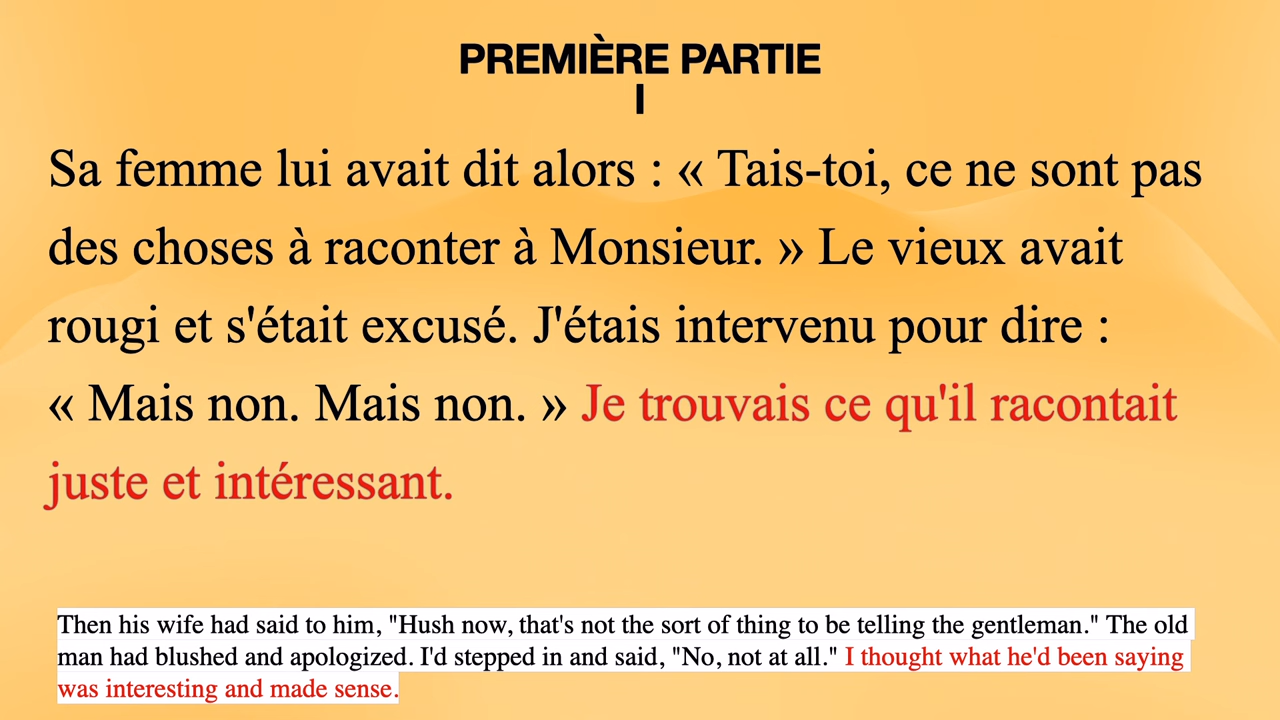 PREMIÈRE PARTIE
I
Sa femme lui avait dit alors : « Tais-toi, ce ne sont pas
des choses à raconter à Monsieur. » Le vieux avait
rougi et s'était excusé. J'étais intervenu pour dire :
« Mais non. Mais non. » Je trouvais ce qu'il racontait
juste et intéressant.
Then his wife had said to him, "Hush now, that's not the sort of thing to be telling the gentleman." The old
man had blushed and apologized. I'd stepped in and said, "No, not at all." I thought what he'd been saying
was interesting and made sense.